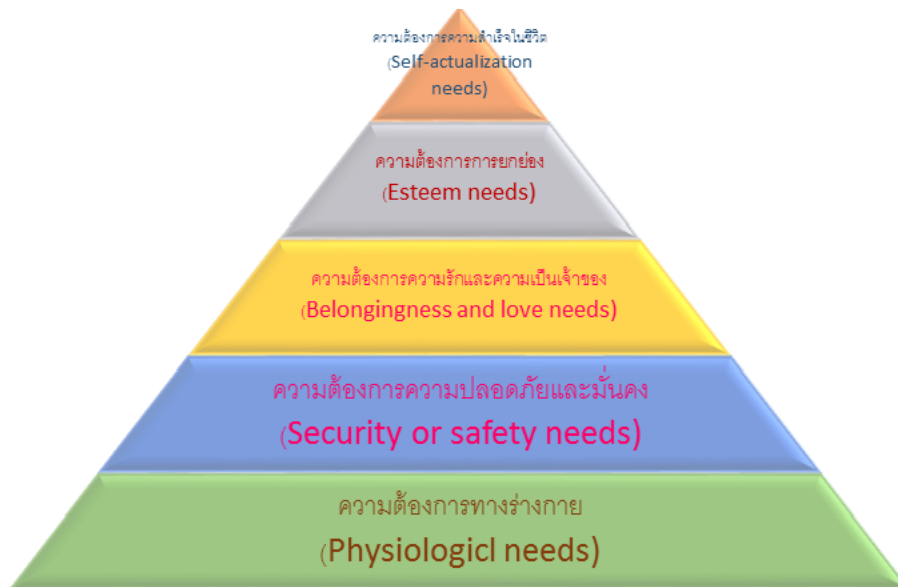 ความต้องการความสำเร็จในชีวิต
(Self-actualization
needs)
ความต้องการการยกย่อง
(Esteem needs)
ความต้องการความรักและความเป็นเจ้าของ
(Belongingness and love needs)
ความต้องการความปลอดภัยและมั่นคง
(Security or safety needs)
ความต้องการทางร่างกาย
(Physiologicl needs)